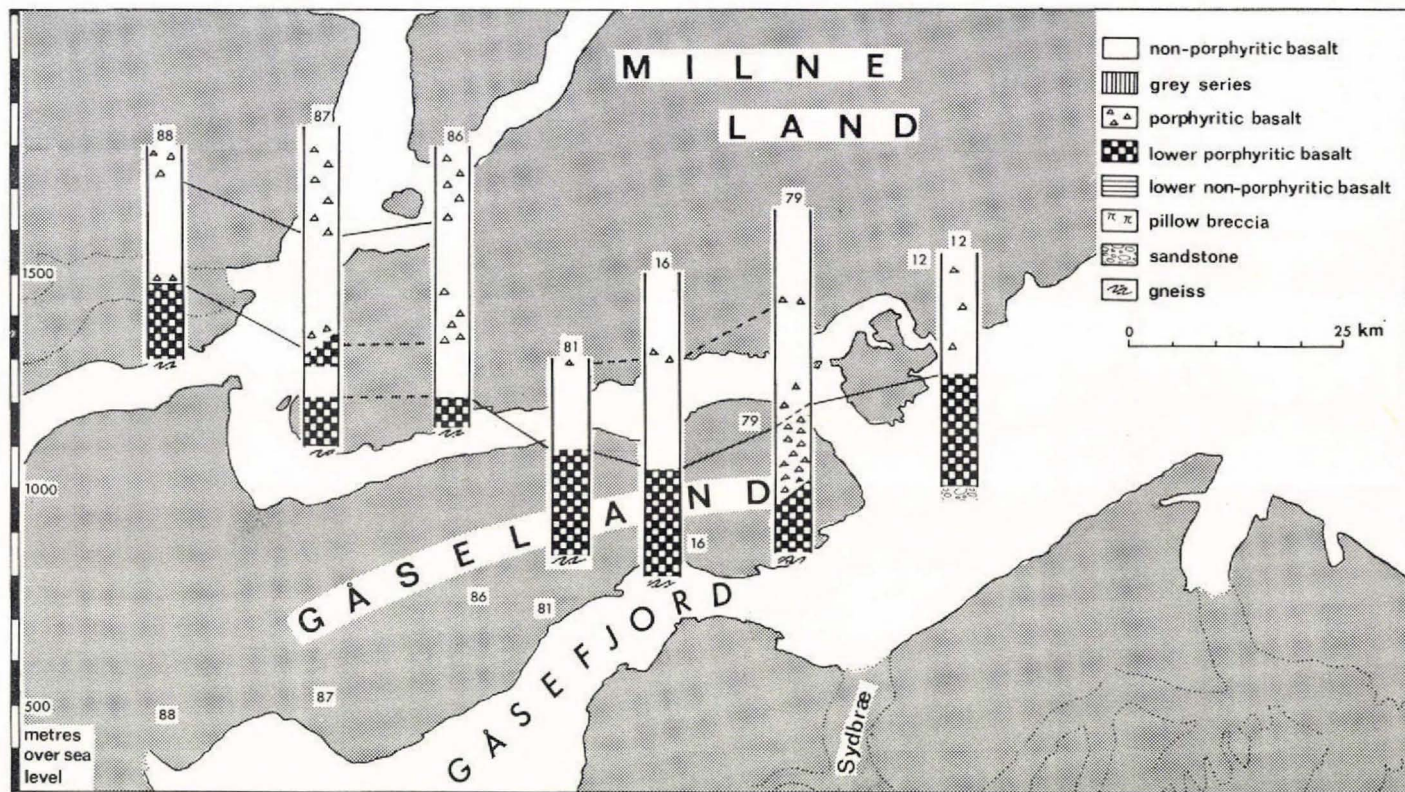 MILNE
LAND
non-porphyritic basalt
grey series
porphyritic basalt
lower porphyritic basalt
lower non-porphyritic basalt
pillow breccia
sandstone
gneiss
0 25 km
88
87
86
81
16
79
12
12
79
16
86
81
87
88
1500
1000
500
metres
over sea
level
GÅSELAND
GÅSEFJORD
Sydbræ